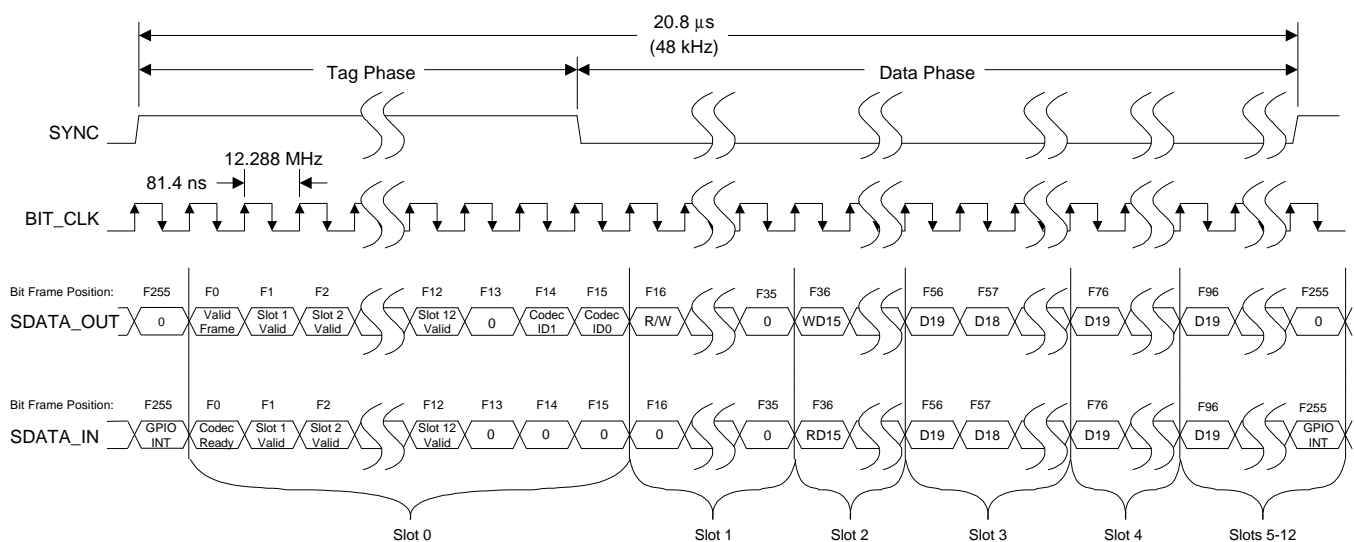 20.8 μs
(48 kHz)
Tag Phase
Data Phase
SYNC
12.288 MHz
81.4 ns
BIT_CLK
Bit Frame Position: F255 F0 F1 F2 F12 F13 F14 F15 F16 F35 F36 F56 F57 F76 F96 F255
SDATA_OUT 0 Valid Frame Slot 1 Valid Slot 2 Valid Slot 12 Valid 0 Codec ID1 Codec ID0 R/W 0 WD15 D19 D18 D19 D19 0
Bit Frame Position: F255 F0 F1 F2 F12 F13 F14 F15 F16 F35 F36 F56 F57 F76 F96 F255
SDATA_IN GPIO INT Codec Ready Slot 1 Valid Slot 2 Valid Slot 12 Valid 0 0 0 0 0 RD15 D19 D18 D19 D19 GPIO INT
Slot 0 Slot 1 Slot 2 Slot 3 Slot 4 Slots 5-12